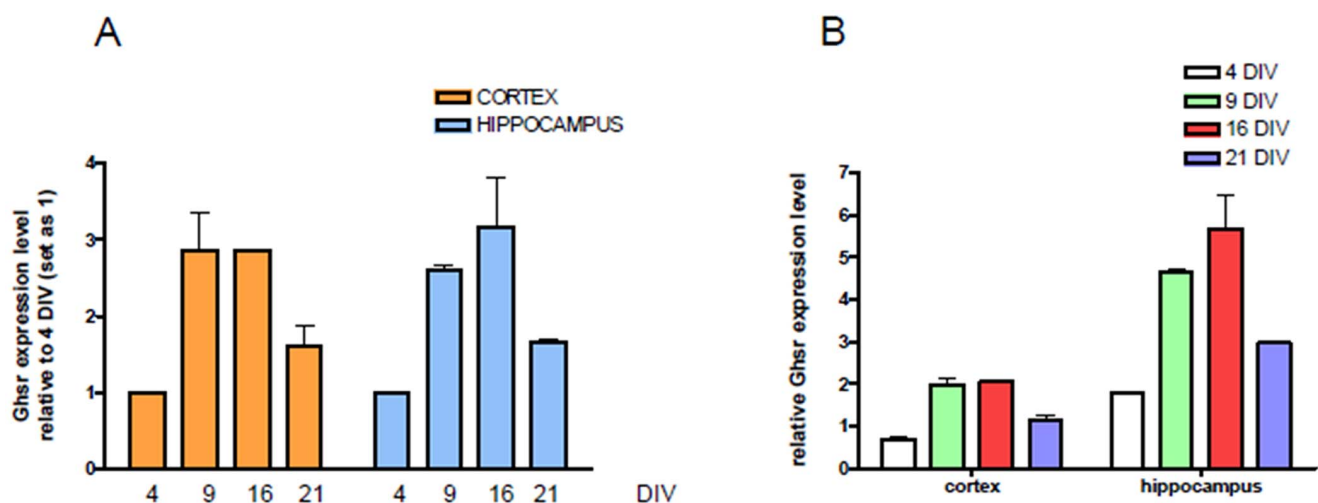 A
CORTEX
HIPPOCAMPUS
Ghsr expression level
relative to 4 DIV (set as 1)
4
3
2
1
0
4 9 16 21 4 9 16 21 DIV
B
4 DIV
9 DIV
16 DIV
21 DIV
relative Ghsr expression level
7
6
5
4
3
2
1
0
cortex hippocampus